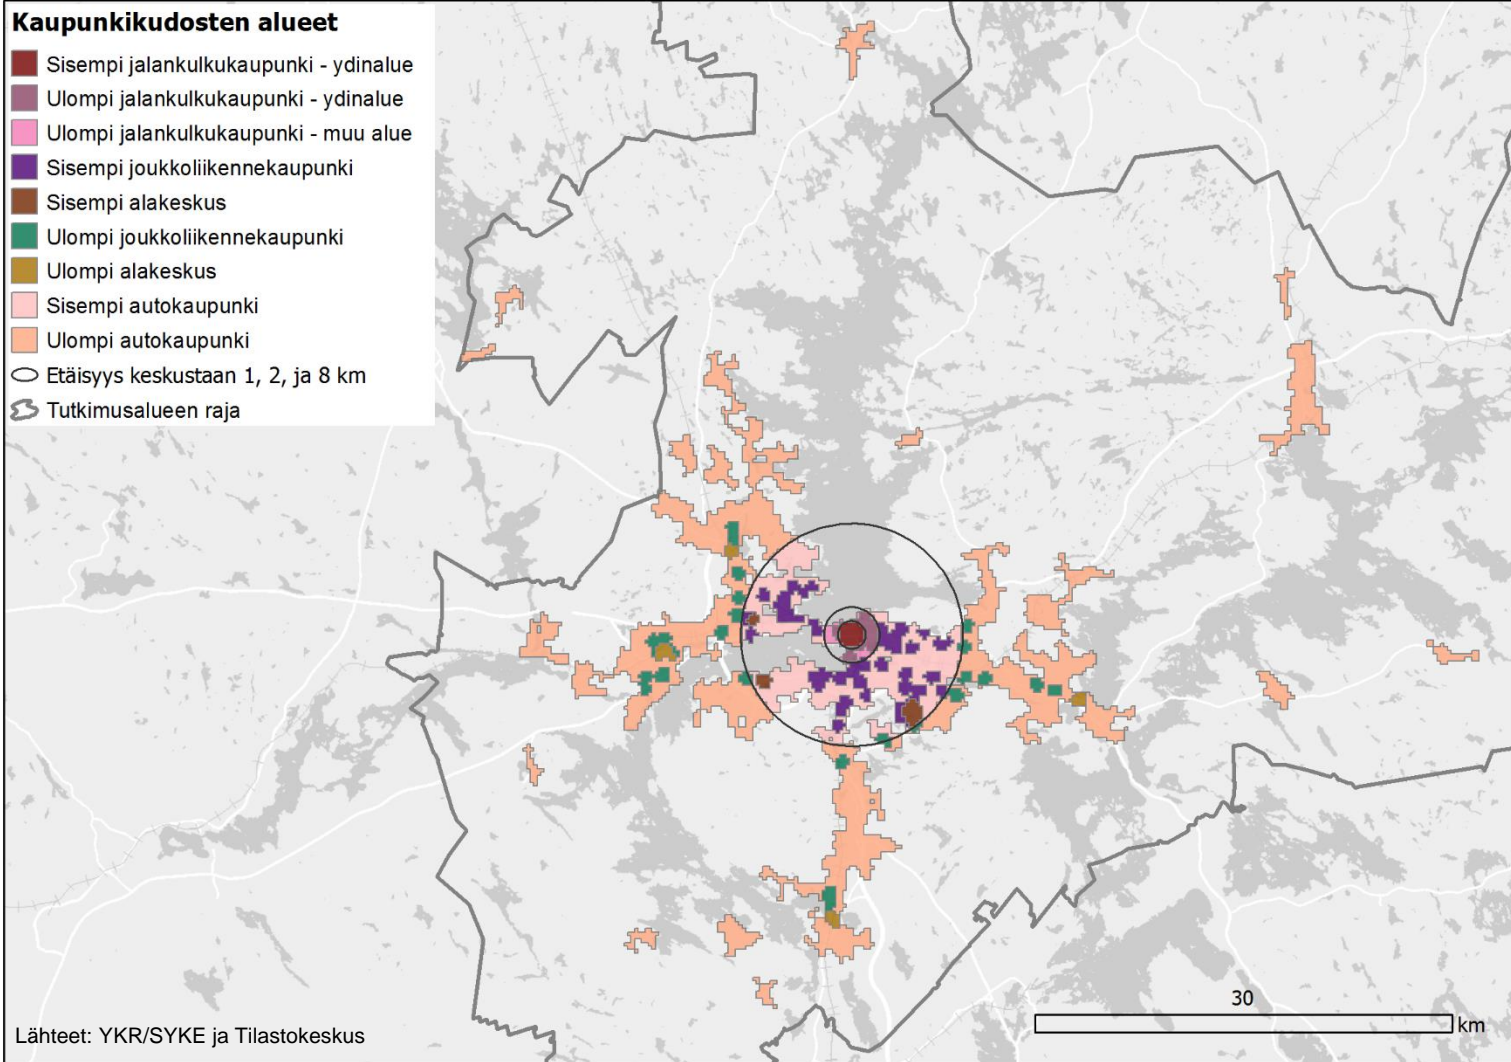 Kaupunkikudosten alueet
Sisempi jalankulkukaupunki - ydinalue
Ulompi jalankulkukaupunki - ydinalue
Ulompi jalankulkukaupunki - muu alue
Sisempi joukkoliikennekaupunki
Sisempi alakeskus
Ulompi joukkoliikennekaupunki
Ulompi alakeskus
Sisempi autokaupunki
Ulompi autokaupunki
Etäisyys keskustaan 1, 2, ja 8 km
Tutkimusalueen raja
30
km
Lähteet: YKR/SYKE ja Tilastokeskus